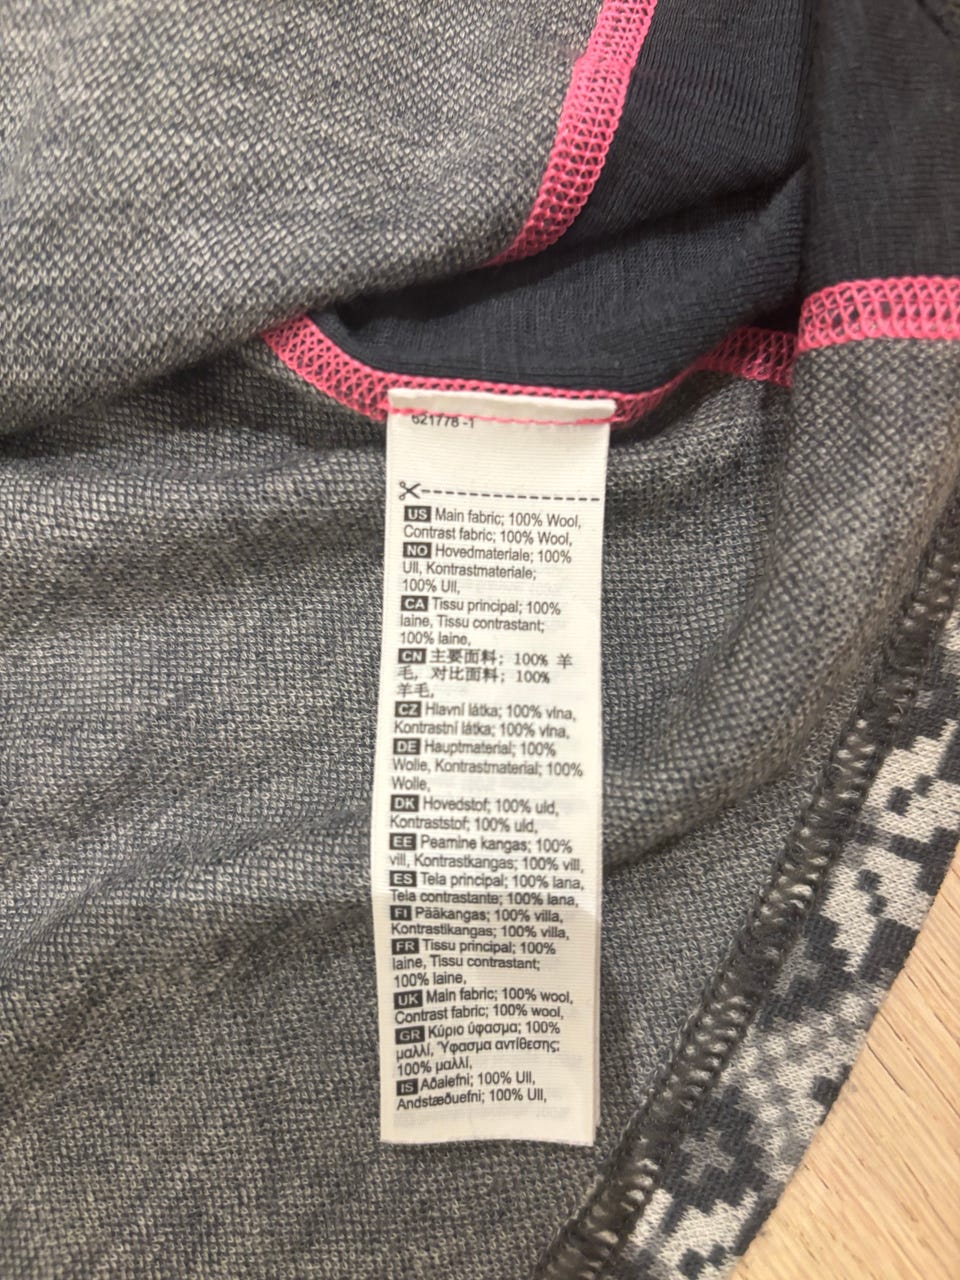 621778-1
US Main fabric; 100% Wool,
Contrast fabric; 100% Wool,
NO Hovedmateriale; 100%
Ull, Kontrastmateriale;
100% Ull,
CA Tissu principal; 100%
laine, Tissu contrastant;
100% laine,
CN 主要面料; 100% 羊
毛, 对比面料; 100%
羊毛,
CZ Hlavní látka; 100% vlna,
Kontrastní látka; 100% vlna,
DE Hauptmaterial; 100%
Wolle, Kontrastmaterial; 100%
Wolle,
DK Hovedstof; 100% uld,
Kontraststof; 100% uld,
EE Peamine kangas; 100%
vill, Kontrastkangas; 100% vill,
ES Tela principal; 100% lana,
Tela contrastante; 100% lana,
FI Pääkangas; 100% villa,
Kontrastikangas; 100% villa,
FR Tissu principal; 100%
laine, Tissu contrastant;
100% laine,
UK Main fabric; 100% wool,
Contrast fabric; 100% wool,
GR Κύριο ύφασμα; 100%
μαλλί, Ύφασμα αντίθεσης;
100% μαλλί,
IS Aðalefni; 100% Ull,
Andstæðuefni; 100% Ull,